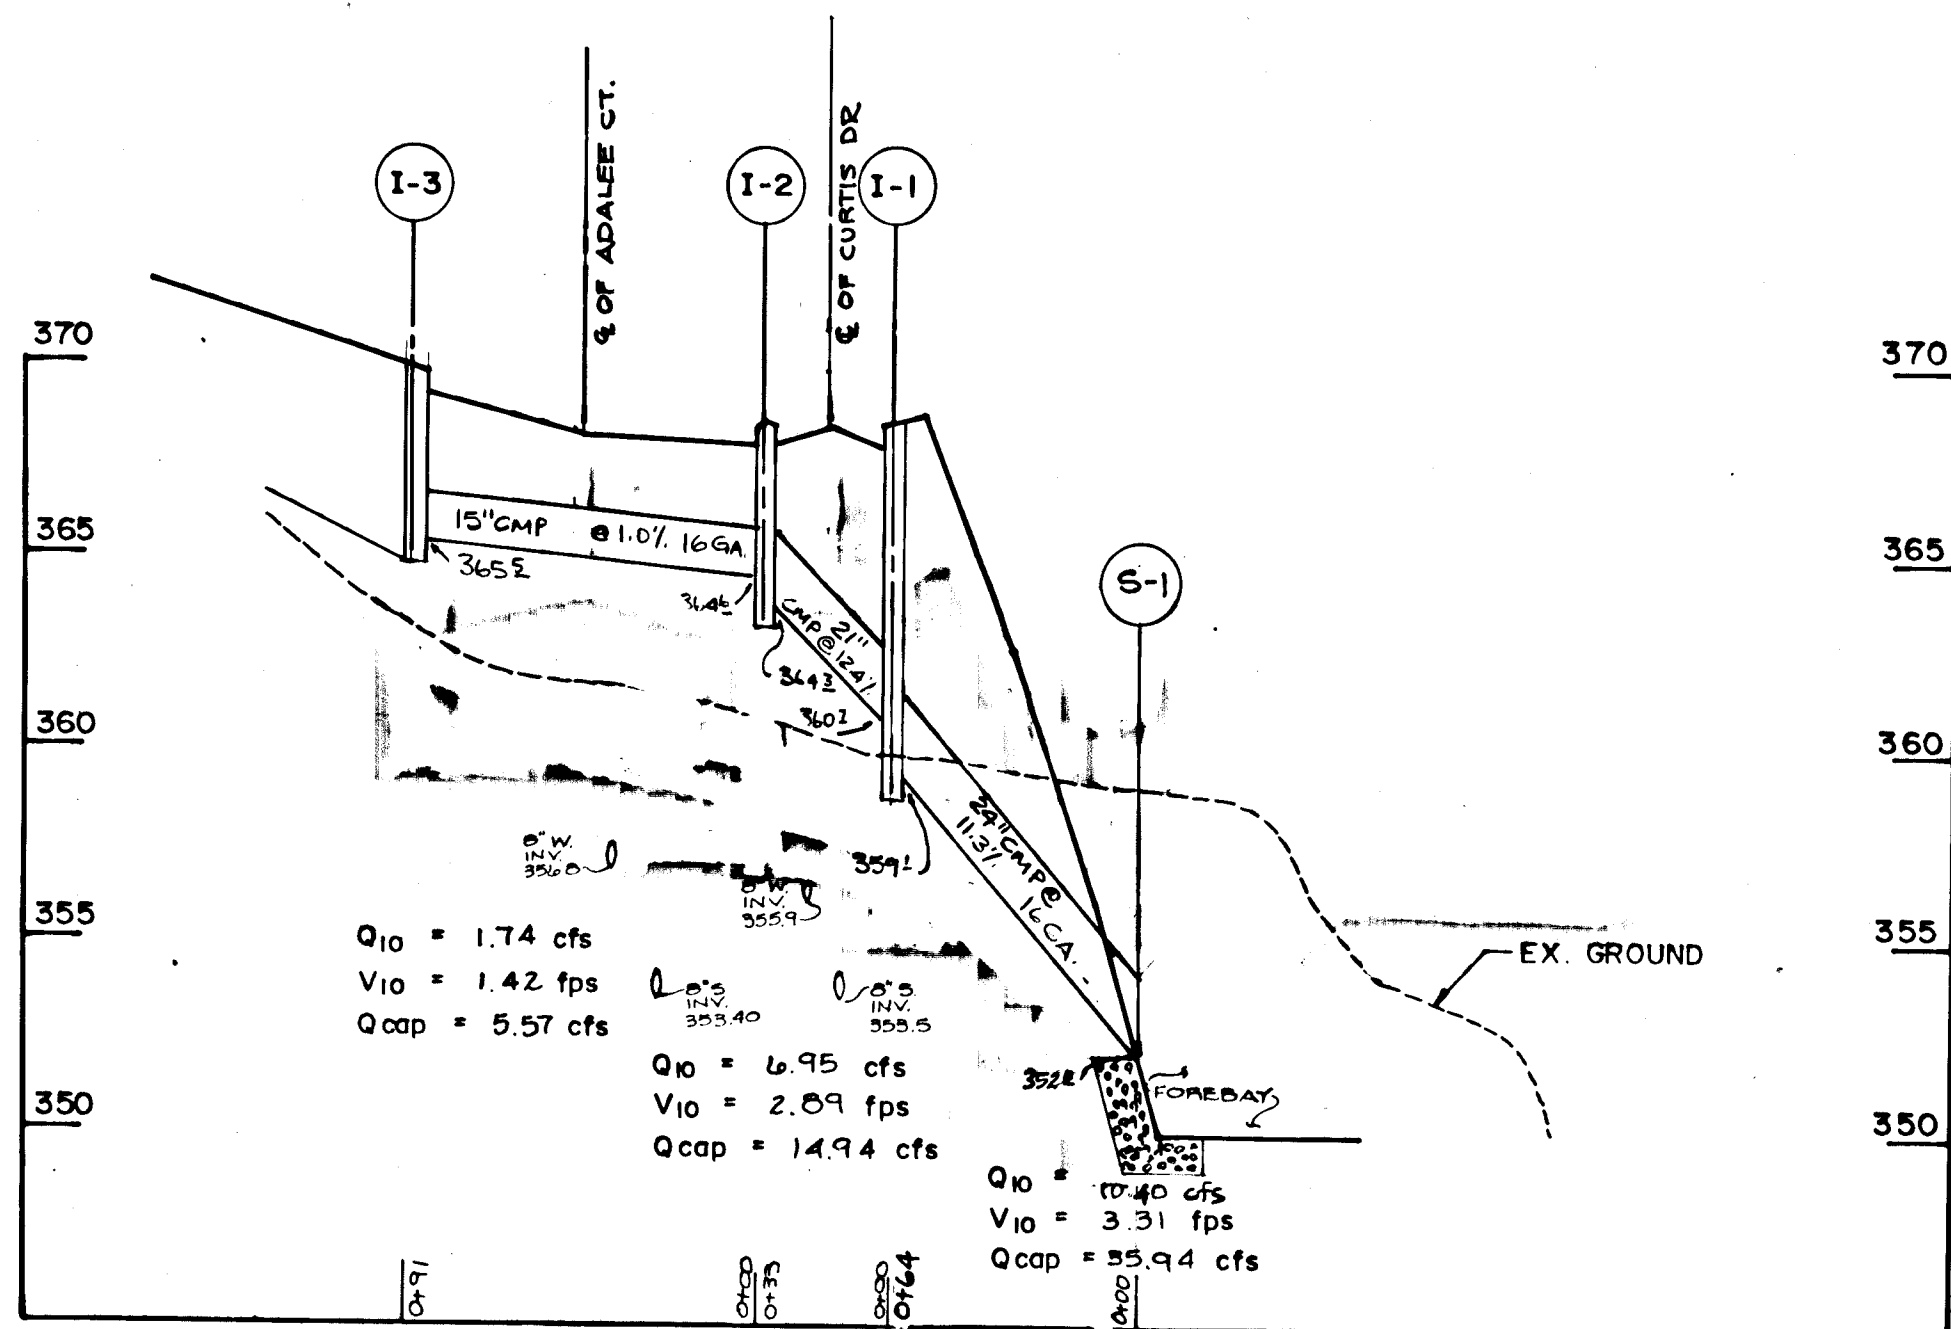 I-3
℄ OF ADALEE CT.
I-2
℄ OF CURTIS DR
I-1
370
370
365
365
15" CMP @ 1.0% 16 GA.
365
364
S-1
21"
CMP @ 12.4%
364
360
360
360
24" CMP @
11.3%
16 GA.
359
8" W.
INV.
356.8
8" W.
INV.
355.9
355
355
EX. GROUND
Q10 = 1.74 cfs
V10 = 1.42 fps
Qcap = 5.57 cfs
8" S
INV.
353.40
8" S
INV.
Q10 = 6.95 cfs
V10 = 2.89 fps
Qcap = 14.94 cfs
352
FOREBAY
350
350
Q10 = 10.40 cfs
V10 = 3.31 fps
Qcap = 35.94 cfs
0+91
0+00
0+33
0+00
0+64
0+00